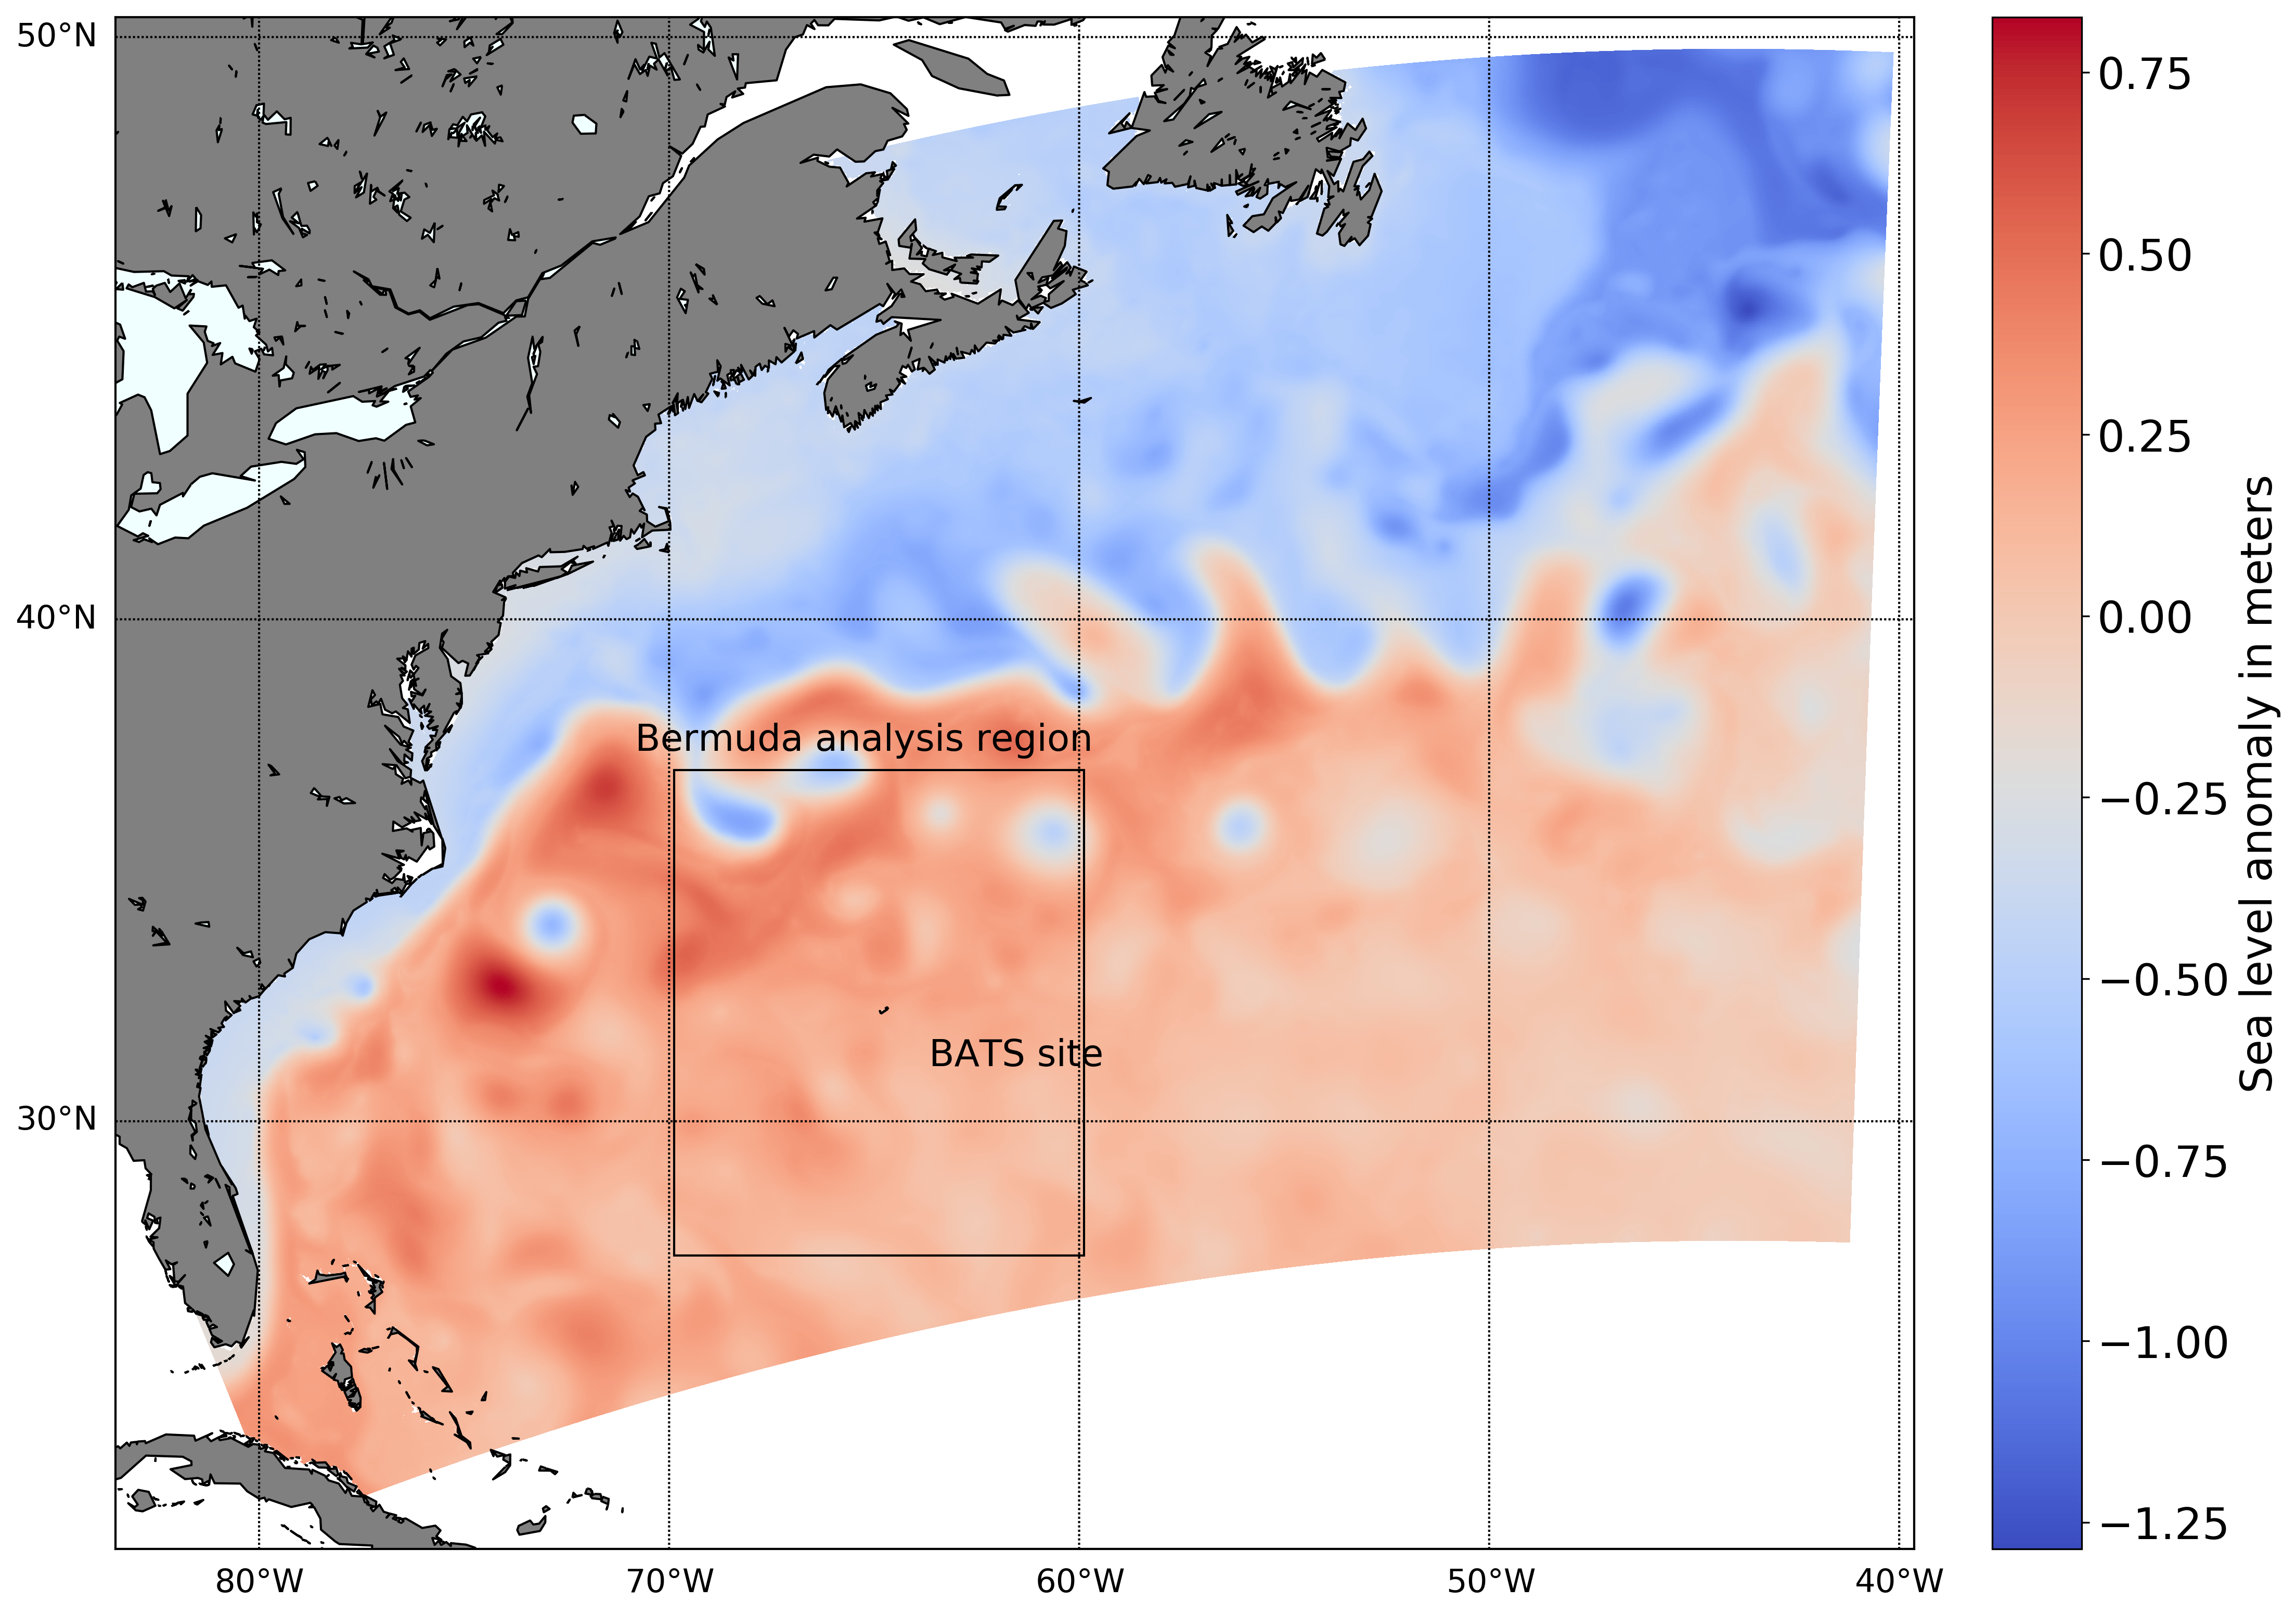 50°N
40°N
30°N
80°W
70°W
60°W
50°W
40°W
Bermuda analysis region
BATS site
0.75
0.50
0.25
0.00
−0.25
−0.50
−0.75
−1.00
−1.25
Sea level anomaly in meters